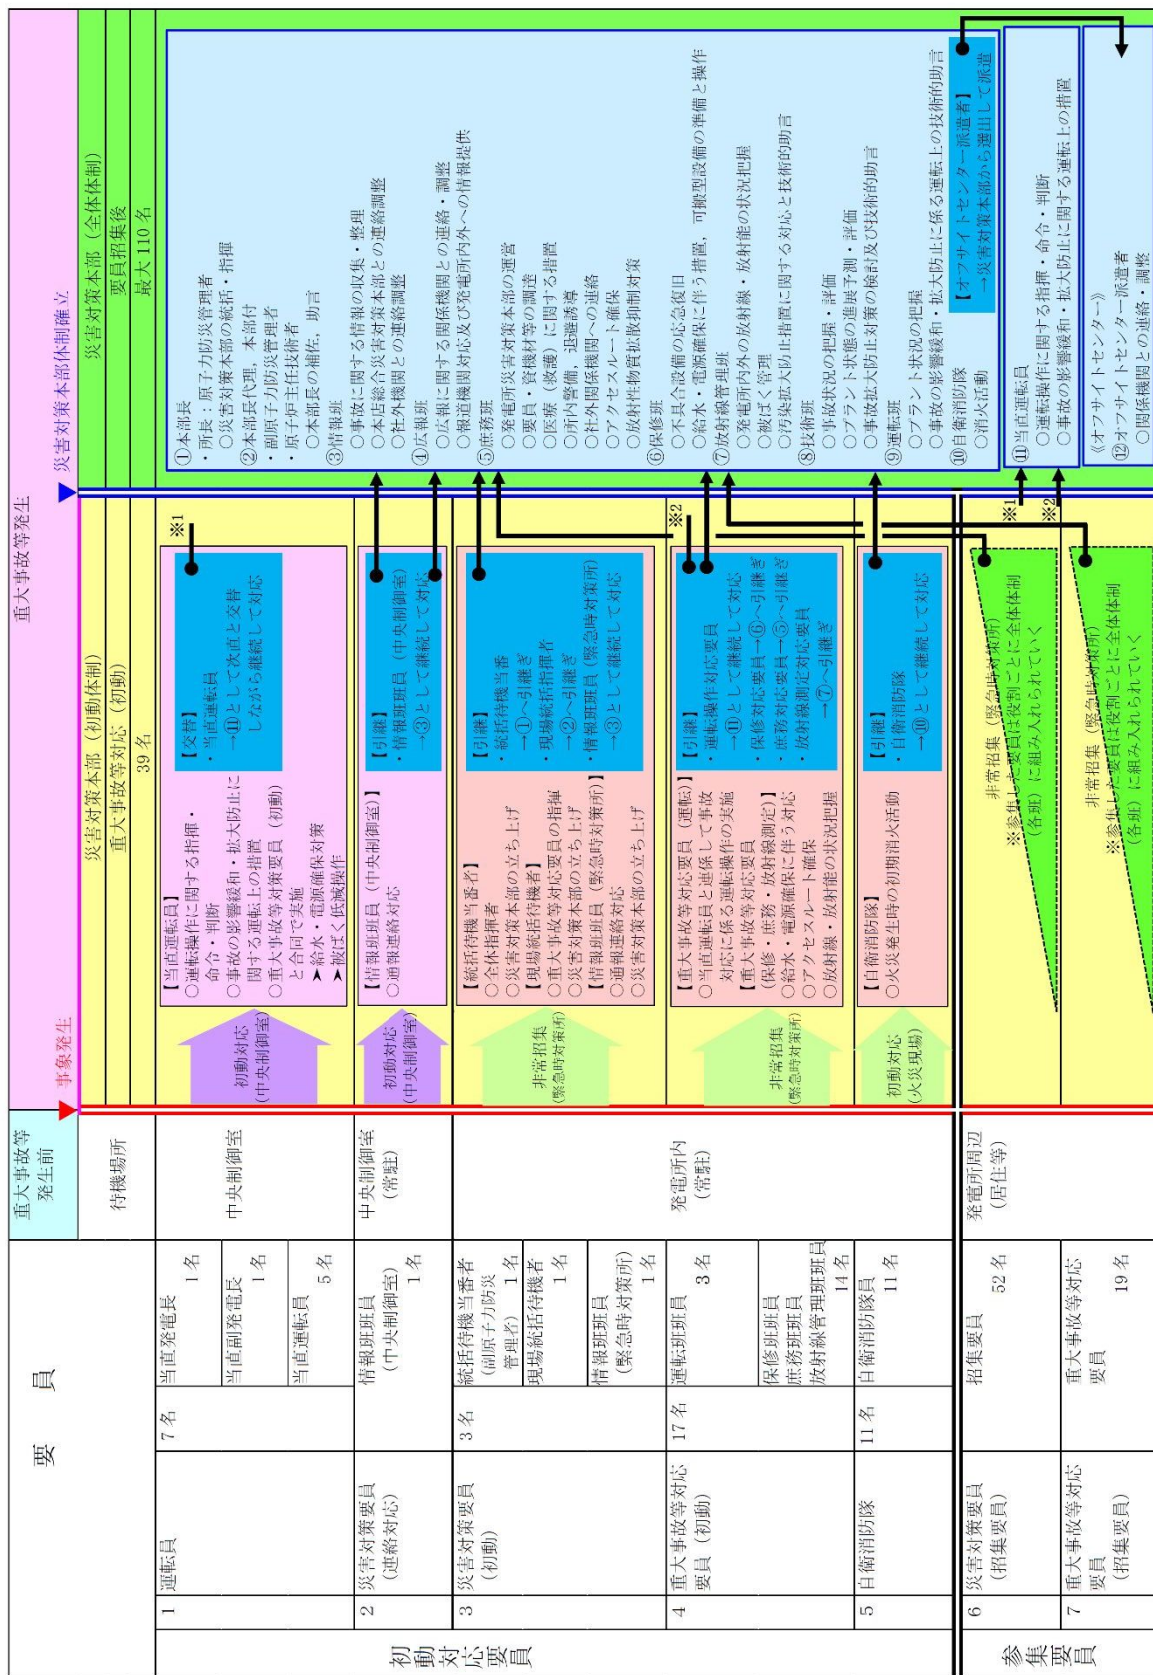 要　　員
重大事故等
発生前
重大事故等発生
▼事象発生
▼災害対策本部体制確立
待機場所
災害対策本部（初動体制）
重大事故等対応（初動）
39 名
災害対策本部（全体体制）
要員招集後
最大 110 名
初動対応要員
1
運転員
7 名
当直発電長
1 名
当直副発電長
1 名
当直運転員
5 名
中央制御室
初動対応
（中央制御室）
【当直運転員】
○運転操作に関する指揮・
命令・判断
○事故の影響緩和・拡大防止に
関する運転上の措置
○重大事故等対策要員（初動）
と合同で実施
➤給水・電源確保対策
➤被ばく低減操作
【交替】
・当直運転員
→⑪として次直と交替
しながら継続して対応
※1
2
災害対策要員
（連絡対応）
情報班班員
（中央制御室）
1 名
中央制御室
（常駐）
初動対応
（中央制御室）
【情報班班員（中央制御室）】
○通報連絡対応
【引継】
・情報班班員（中央制御室）
→③として継続して対応
3
災害対策要員
（初動）
3 名
統括待機当番者
（副原子力防災
管理者） 1 名
現場統括待機者
1 名
情報班班員
（緊急時対策所）
1 名
発電所内
（常駐）
非常招集
（緊急時対策所）
【統括待機当番者】
○全体指揮者
○災害対策本部の立ち上げ
【現場統括待機者】
○重大事故等対応要員の指揮
○災害対策本部の立ち上げ
【情報班班員（緊急時対策所）】
○通報連絡対応
○災害対策本部の立ち上げ
【引継】
・統括待機当番
→①へ引継ぎ
・現場統括指揮者
→②へ引継ぎ
・情報班班員（緊急時対策所）
→③として継続して対応
4
重大事故等対応
要員（初動）
17 名
運転班班員
3 名
保修班班員
庶務班班員
放射線管理班班員
14 名
非常招集
（緊急時対策所）
【重大事故等対応要員（運転）】
○当直運転員と連係して事故
対応に係る運転操作の実施
【重大事故等対応要員
（保修・庶務・放射線測定）】
○給水・電源確保に伴う対応
○アクセスルート確保
○放射線・放射能の状況把握
【引継】
・運転操作対応要員
→⑪として継続して対応
・保修対応要員→⑥へ引継ぎ
・庶務対応要員→⑤へ引継ぎ
・放射線測定対応要員
→⑦へ引継ぎ
※2
5
自衛消防隊
11 名
自衛消防隊員
11 名
初動対応
（火災現場）
【自衛消防隊】
○火災発生時の初期消火活動
【引継】
・自衛消防隊
→⑩として継続して対応
参集要員
6
災害対策要員
（招集要員）
招集要員
52 名
発電所周辺
（居住等）
非常招集（緊急時対策所）
※参集した要員は役割ごとに全体体制
（各班）に組み入れられていく
7
重大事故等対応
要員
（招集要員）
重大事故等対応
要員
19 名
非常招集（緊急時対策所）
※参集した要員は役割ごとに全体体制
（各班）に組み入れられていく
①本部長
・所長：原子力防災管理者
○災害対策本部の統括・指揮
②本部長代理，本部付
・副原子力防災管理者
・原子炉主任技術者
○本部長の補佐，助言
③情報班
○事故に関する情報の収集・整理
○本店総合災害対策本部との連絡調整
○社外機関との連絡調整
④広報班
○広報に関する関係機関との連絡・調整
○報道機関対応及び発電所内外への情報提供
⑤庶務班
○発電所災害対策本部の運営
○要員・資機材等の調達
○医療（救護）に関する措置
○所内警備，退避誘導
○社外関係機関への連絡
○アクセスルート確保
○放射性物質拡散抑制対策
⑥保修班
○不具合設備の応急復旧
○給水・電源確保に伴う措置，可搬型設備の準備と操作
⑦放射線管理班
○発電所内外の放射線・放射能の状況把握
○被ばく管理
○汚染拡大防止措置に関する対応と技術的助言
⑧技術班
○事故状況の把握・評価
○プラント状態の進展予測・評価
○事故拡大防止対策の検討及び技術的助言
⑨運転班
○プラント状況の把握
○事故の影響緩和・拡大防止に係る運転上の技術的助言
⑩自衛消防隊
○消火活動
【オフサイトセンター派遣者】
→災害対策本部から選出して派遣
※1
※2
⑪当直運転員
○運転操作に関する指揮・命令・判断
○事故の影響緩和・拡大防止に関する運転上の措置
《オフサイトセンター》
⑫オフサイトセンター派遣者
○関係機関との連絡・調整